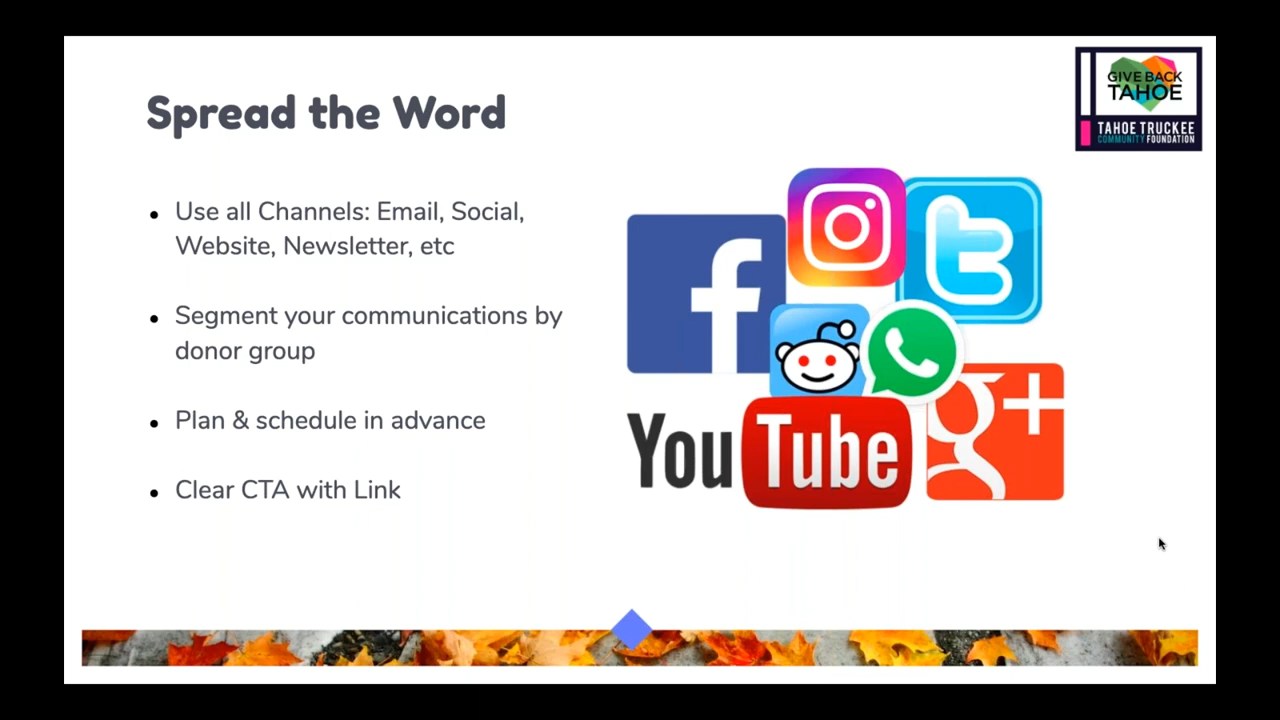 GIVE BACK
TAHOE
TAHOE TRUCKEE
COMMUNITY FOUNDATION
Spread the Word
• Use all Channels: Email, Social,
Website, Newsletter, etc
• Segment your communications by
donor group
• Plan & schedule in advance
• Clear CTA with Link
f
t
g+
YouTube